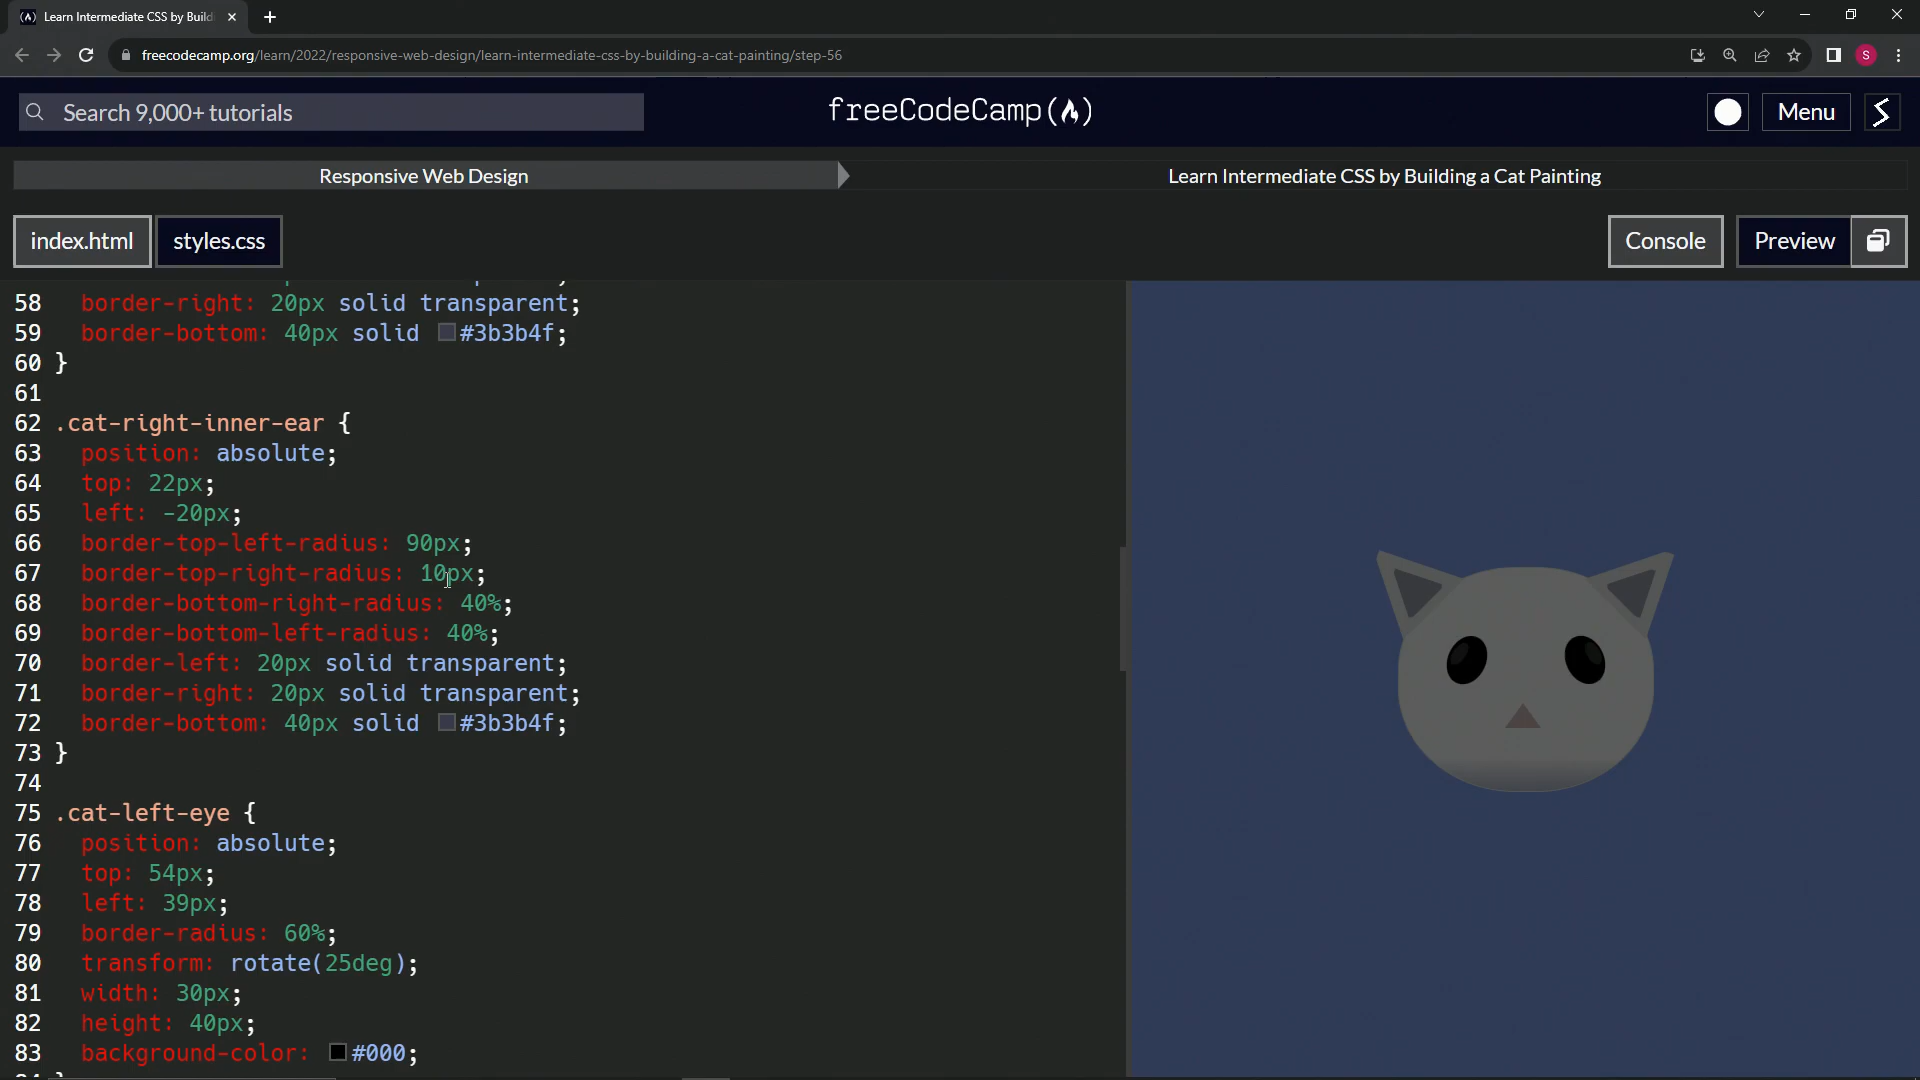 Learn Intermediate CSS by Build
freecodecamp.org/learn/2022/responsive-web-design/learn-intermediate-css-by-building-a-cat-painting/step-56
S
Search 9,000+ tutorials
freeCodeCamp
Menu
Responsive Web Design
Learn Intermediate CSS by Building a Cat Painting
index.html
styles.css
Console
Preview
58 border-right: 20px solid transparent;
59 border-bottom: 40px solid #3b3b4f;
60 }
61
62 .cat-right-inner-ear {
63 position: absolute;
64 top: 22px;
65 left: -20px;
66 border-top-left-radius: 90px;
67 border-top-right-radius: 10px;
68 border-bottom-right-radius: 40%;
69 border-bottom-left-radius: 40%;
70 border-left: 20px solid transparent;
71 border-right: 20px solid transparent;
72 border-bottom: 40px solid #3b3b4f;
73 }
74
75 .cat-left-eye {
76 position: absolute;
77 top: 54px;
78 left: 39px;
79 border-radius: 60%;
80 transform: rotate(25deg);
81 width: 30px;
82 height: 40px;
83 background-color: #000;